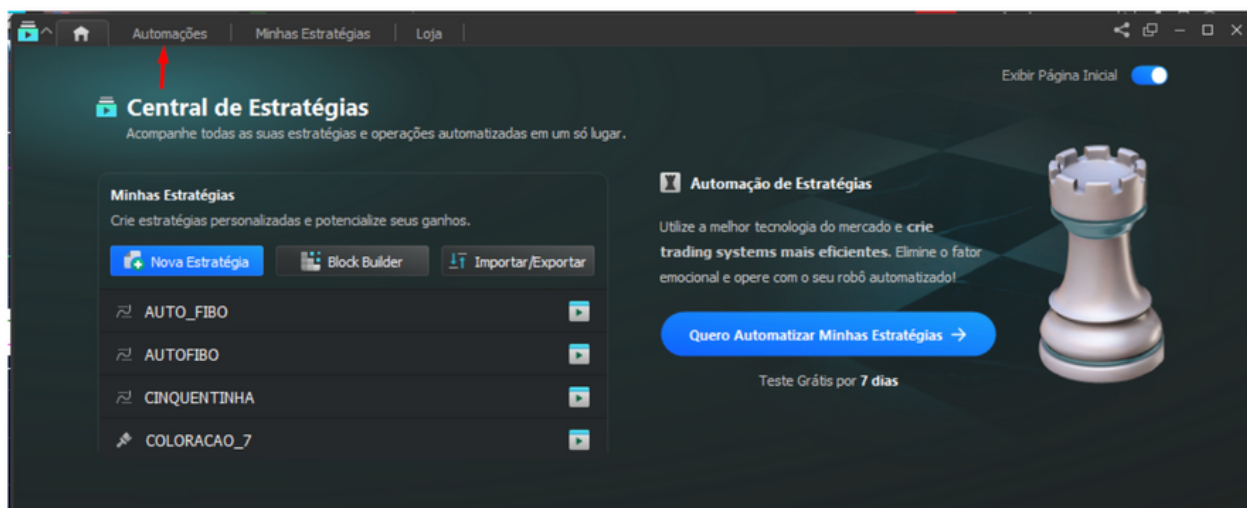 Automações
Minhas Estratégias
Loja
Exibir Página Inicial
Central de Estratégias
Acompanhe todas as suas estratégias e operações automatizadas em um só lugar.
Minhas Estratégias
Crie estratégias personalizadas e potencialize seus ganhos.
Nova Estratégia
Block Builder
Importar/Exportar
AUTO_FIBO
AUTOFIBO
CINQUENTINHA
COLORACAO_7
Automação de Estratégias
Utilize a melhor tecnologia do mercado e crie
trading systems mais eficientes. Elimine o fator
emocional e opere com o seu robô automatizado!
Quero Automatizar Minhas Estratégias →
Teste Grátis por 7 dias